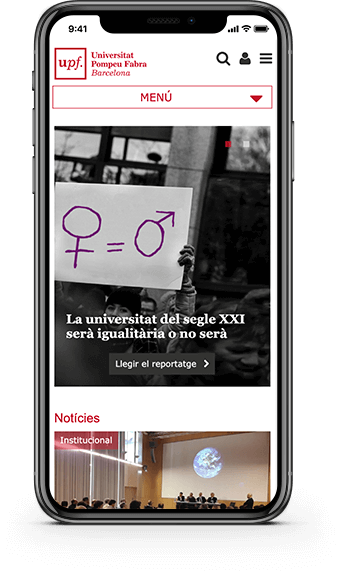 9:41
upf.
Universitat
Pompeu Fabra
Barcelona
MENÚ
♀ = ♂
La universitat del segle XXI
serà igualitària o no serà
Llegir el reportatge
Notícies
Institucional